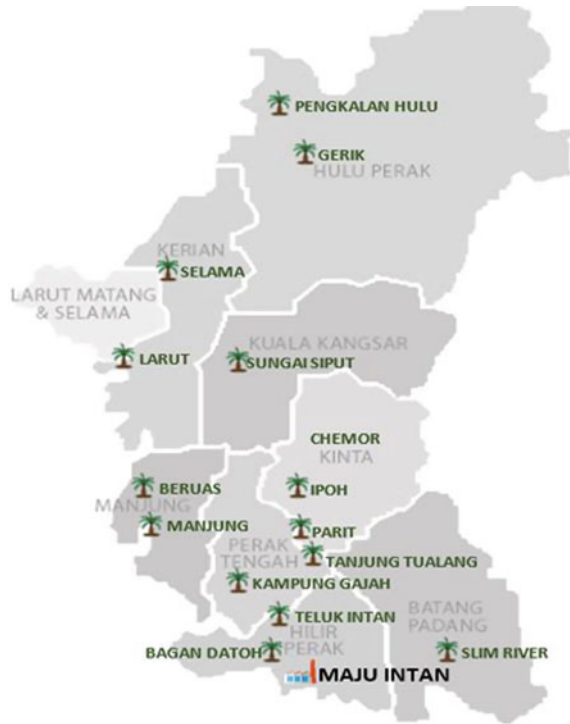 PENGKALAN HULU
GERIK
HULU PERAK
KERIAN
SELAMA
LARUT MATANG
& SELAMA
KUALA KANGSAR
LARUT
SUNGAI SIPUT
CHEMOR
KINTA
BERUAS
IPOH
MANJUNG
MANJUNG
PARIT
PERAK
TENGAH
TANJUNG TUALANG
KAMPUNG GAJAH
BATANG
PADANG
TELUK INTAN
HILIR
PERAK
BAGAN DATOH
SLIM RIVER
MAJU INTAN